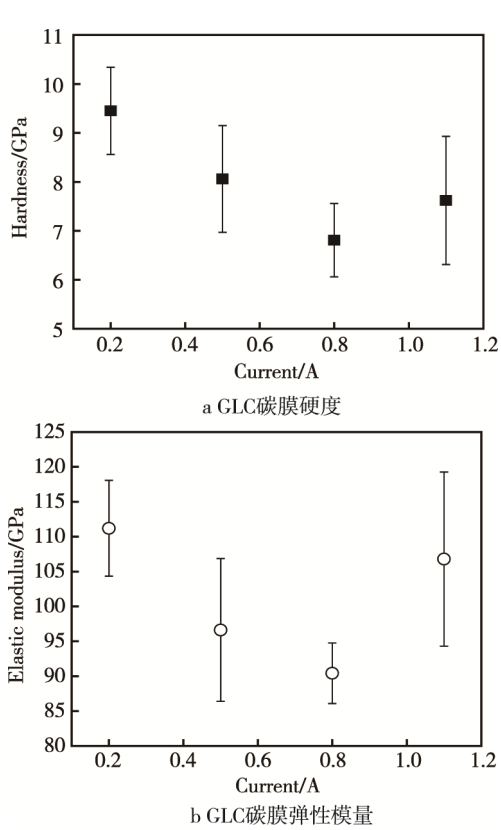 11
10
9
8
7
6
5
Hardness/GPa
0.2 0.4 0.6 0.8 1.0 1.2
Current/A
a GLC碳膜硬度
125
120
115
110
105
100
95
90
85
80
Elastic modulus/GPa
0.2 0.4 0.6 0.8 1.0 1.2
Current/A
b GLC碳膜弹性模量